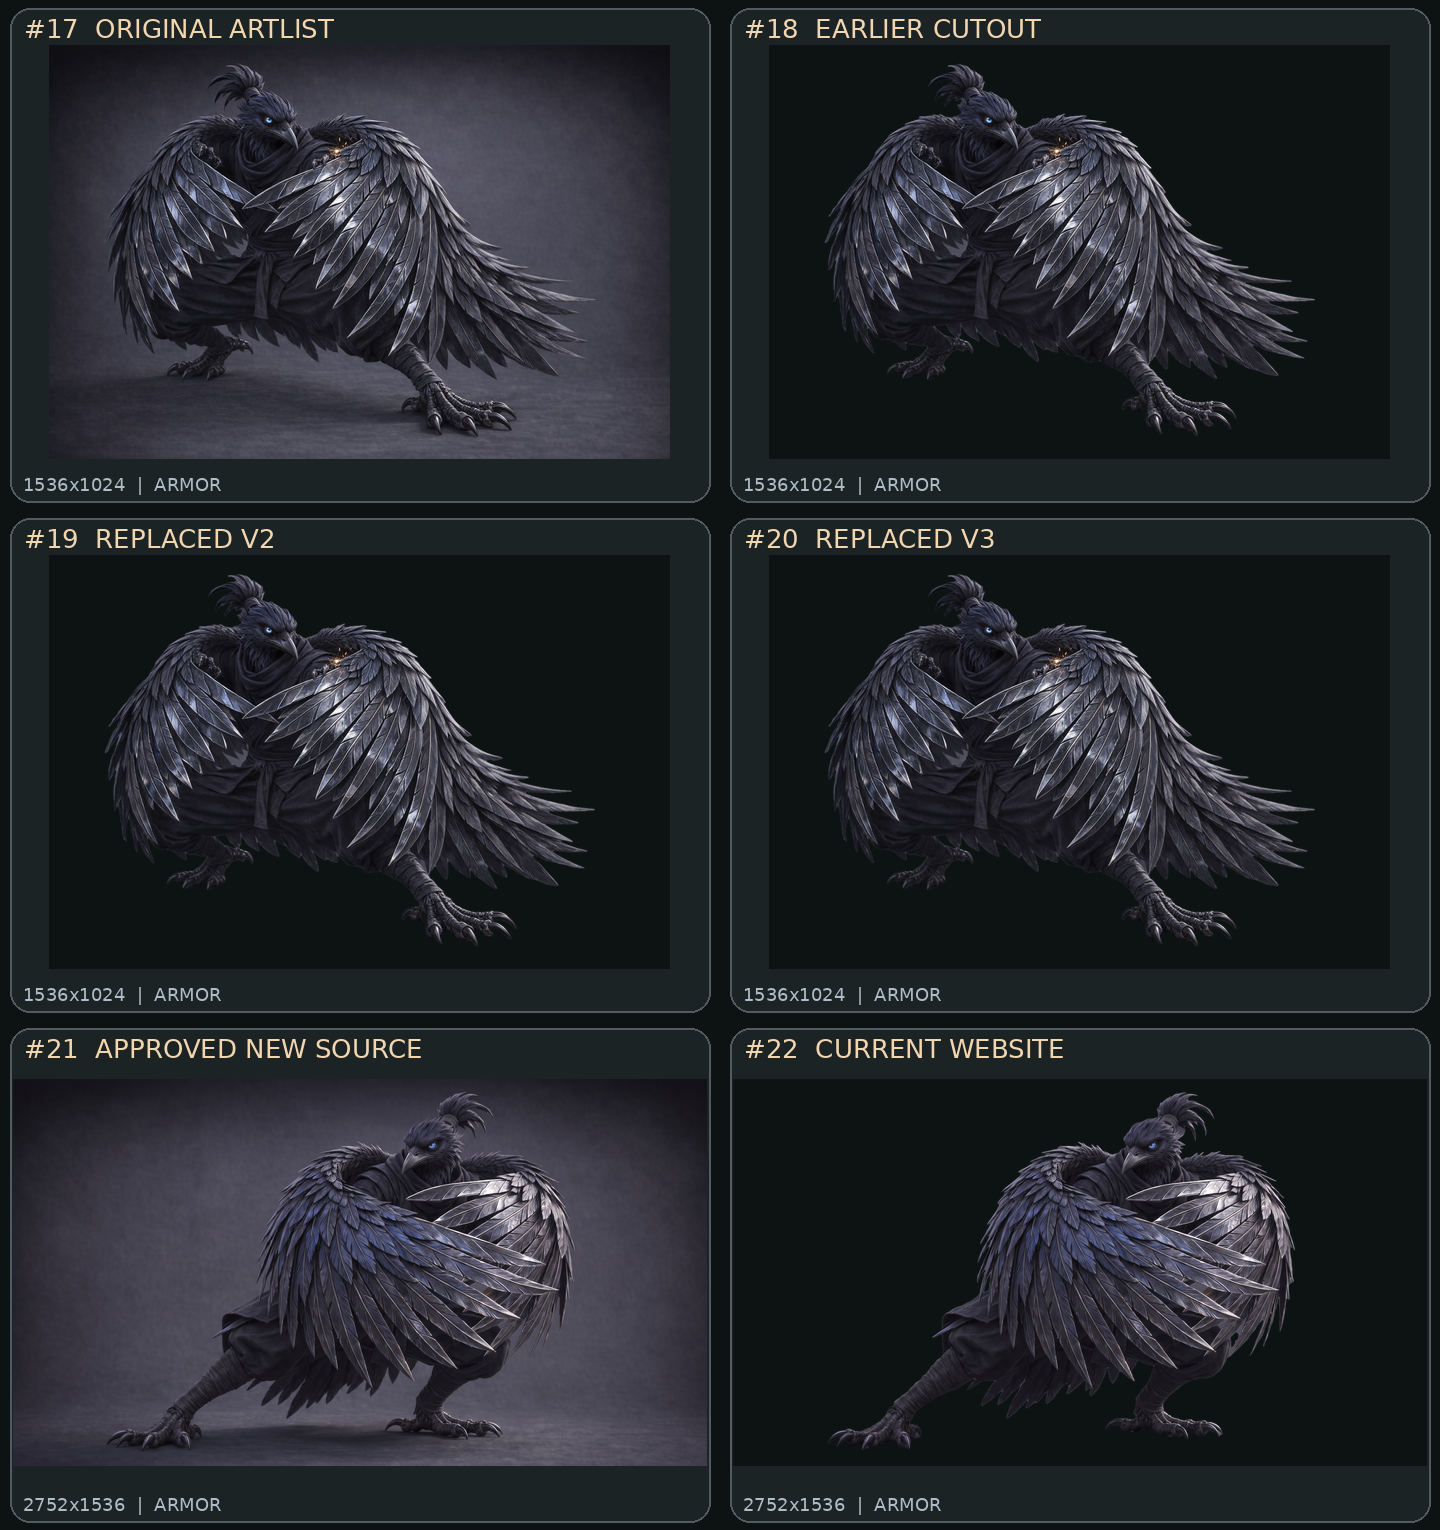 #17 ORIGINAL ARTLIST
1536x1024 | ARMOR
#18 EARLIER CUTOUT
1536x1024 | ARMOR
#19 REPLACED V2
1536x1024 | ARMOR
#20 REPLACED V3
1536x1024 | ARMOR
#21 APPROVED NEW SOURCE
2752x1536 | ARMOR
#22 CURRENT WEBSITE
2752x1536 | ARMOR